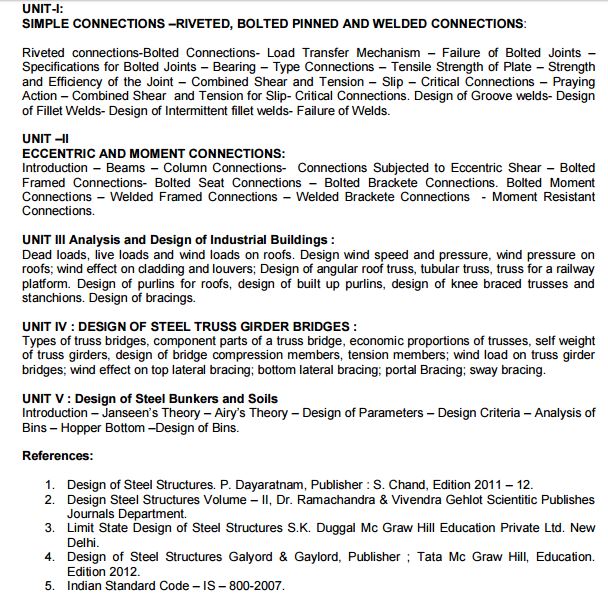 UNIT-I:
SIMPLE CONNECTIONS –RIVETED, BOLTED PINNED AND WELDED CONNECTIONS:
Riveted connections-Bolted Connections- Load Transfer Mechanism – Failure of Bolted Joints –
Specifications for Bolted Joints – Bearing – Type Connections – Tensile Strength of Plate – Strength
and Efficiency of the Joint – Combined Shear and Tension – Slip – Critical Connections – Praying
Action – Combined Shear and Tension for Slip- Critical Connections. Design of Groove welds- Design
of Fillet Welds- Design of Intermittent fillet welds- Failure of Welds.
UNIT –II
ECCENTRIC AND MOMENT CONNECTIONS:
Introduction – Beams – Column Connections- Connections Subjected to Eccentric Shear – Bolted
Framed Connections- Bolted Seat Connections – Bolted Brackete Connections. Bolted Moment
Connections – Welded Framed Connections – Welded Brackete Connections - Moment Resistant
Connections.
UNIT III Analysis and Design of Industrial Buildings :
Dead loads, live loads and wind loads on roofs. Design wind speed and pressure, wind pressure on
roofs; wind effect on cladding and louvers; Design of angular roof truss, tubular truss, truss for a railway
platform. Design of purlins for roofs, design of built up purlins, design of knee braced trusses and
stanchions. Design of bracings.
UNIT IV : DESIGN OF STEEL TRUSS GIRDER BRIDGES :
Types of truss bridges, component parts of a truss bridge, economic proportions of trusses, self weight
of truss girders, design of bridge compression members, tension members; wind load on truss girder
bridges; wind effect on top lateral bracing; bottom lateral bracing; portal Bracing; sway bracing.
UNIT V : Design of Steel Bunkers and Soils
Introduction – Janseen's Theory – Airy's Theory – Design of Parameters – Design Criteria – Analysis of
Bins – Hopper Bottom –Design of Bins.
References:
1. Design of Steel Structures. P. Dayaratnam, Publisher : S. Chand, Edition 2011 – 12.
2. Design Steel Structures Volume – II, Dr. Ramachandra & Vivendra Gehlot Scientitic Publishes
Journals Department.
3. Limit State Design of Steel Structures S.K. Duggal Mc Graw Hill Education Private Ltd. New
Delhi.
4. Design of Steel Structures Galyord & Gaylord, Publisher ; Tata Mc Graw Hill, Education.
Edition 2012.
5. Indian Standard Code – IS – 800-2007.